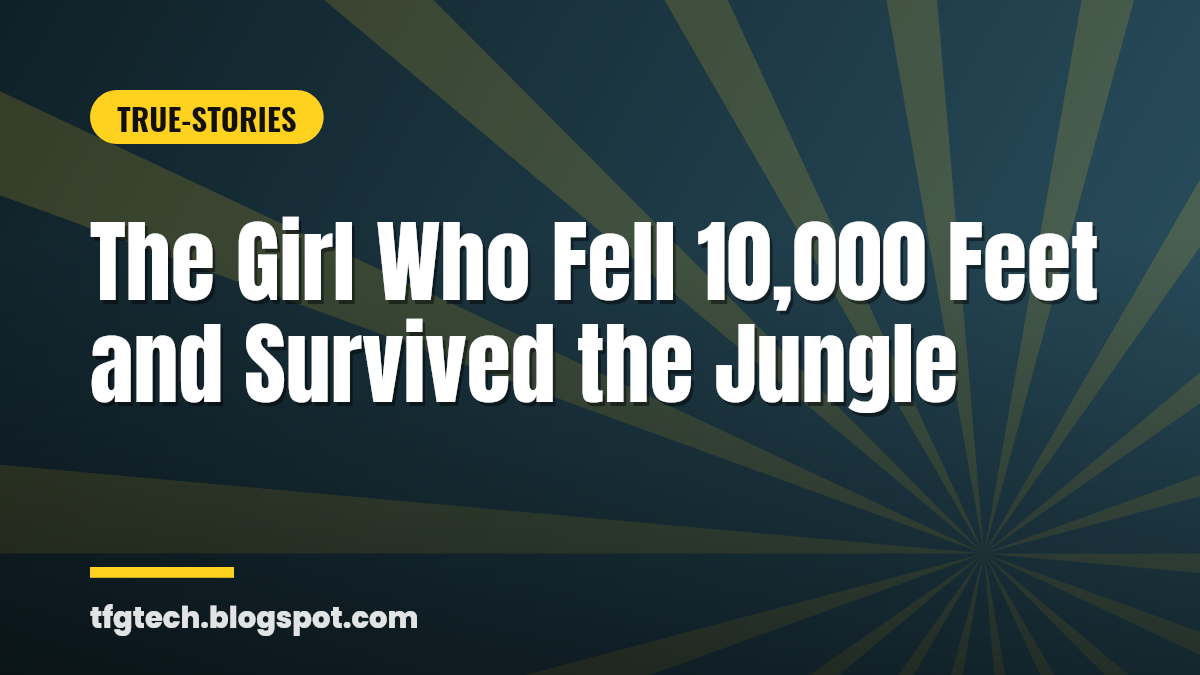 TRUE-STORIES
The Girl Who Fell 10,000 Feet
and Survived the Jungle
tfgtech.blogspot.com